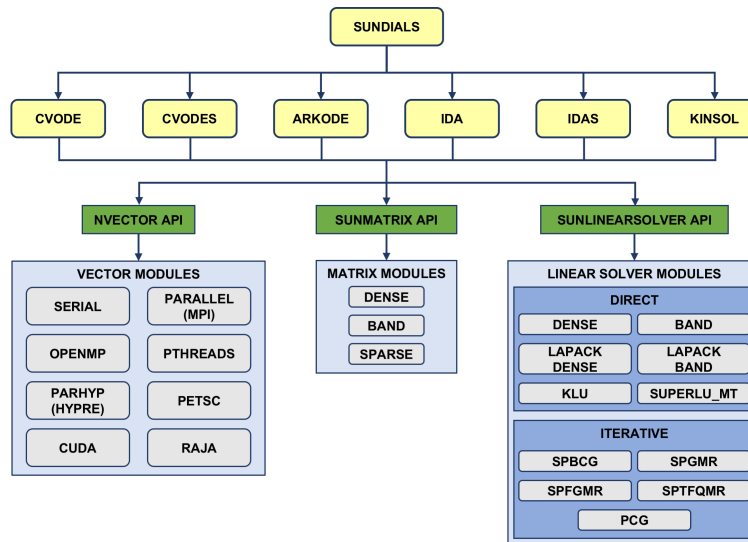 SUNDIALS
CVODE
CVODES
ARKODE
IDA
IDAS
KINSOL
NVECTOR API
SUNMATRIX API
SUNLINEARSOLVER API
VECTOR MODULES
SERIAL
PARALLEL
(MPI)
OPENMP
PTHREADS
PARHYP
(HYPRE)
PETSC
CUDA
RAJA
MATRIX MODULES
DENSE
BAND
SPARSE
LINEAR SOLVER MODULES
DIRECT
DENSE
BAND
LAPACK
DENSE
LAPACK
BAND
KLU
SUPERLU_MT
ITERATIVE
SPBCG
SPGMR
SPFGMR
SPTFQMR
PCG